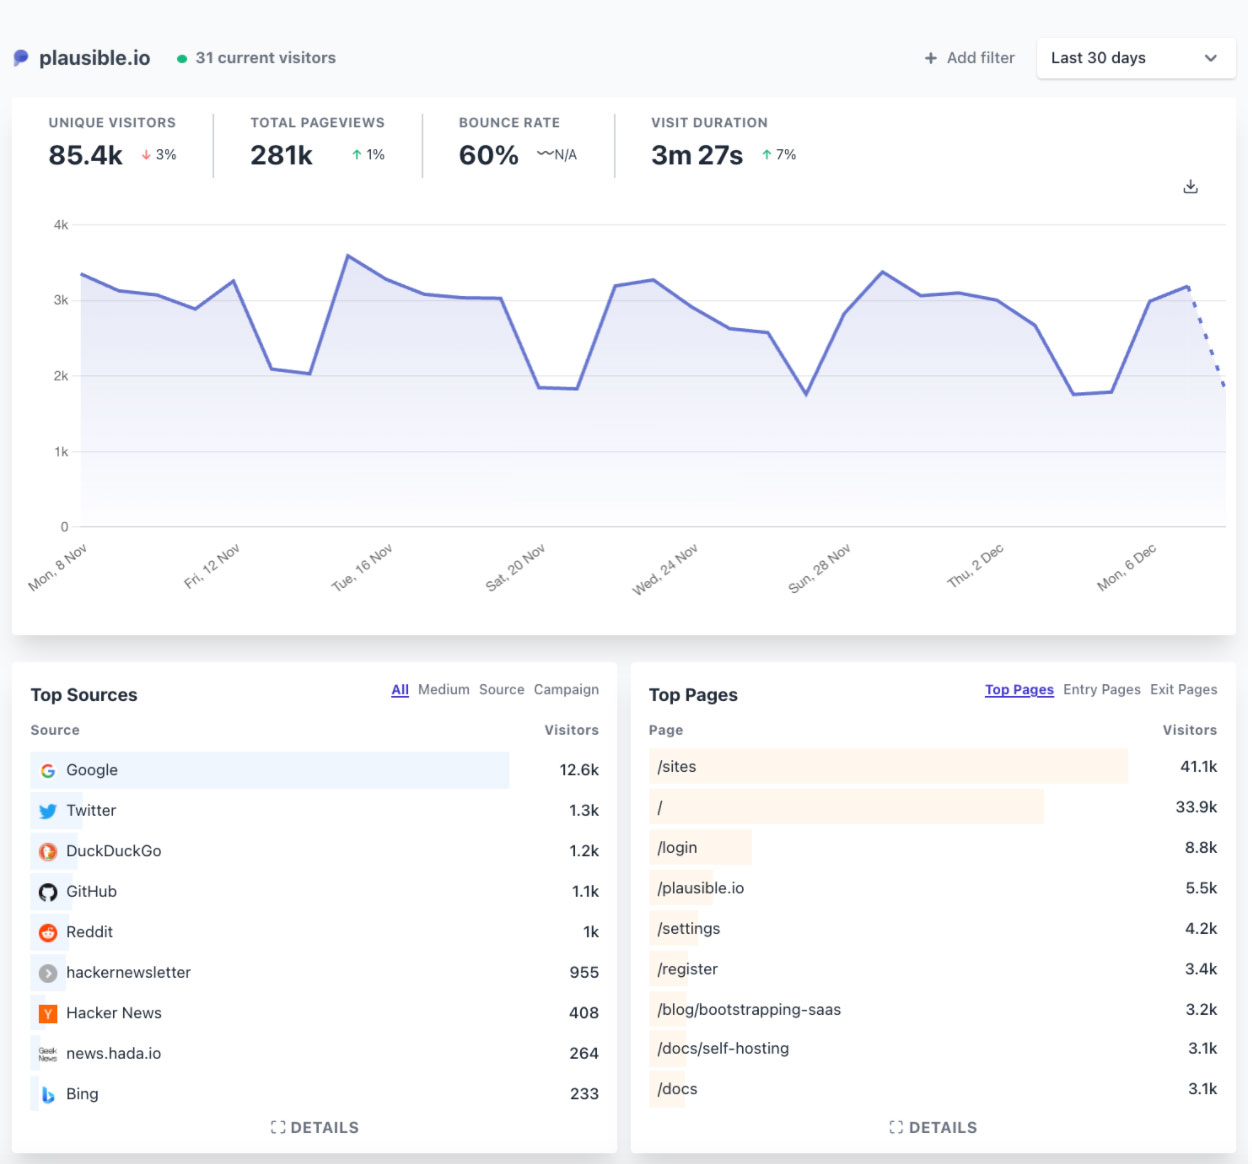 plausible.io
31 current visitors
+ Add filter
Last 30 days
UNIQUE VISITORS
85.4k ↓ 3%
TOTAL PAGEVIEWS
281k ↑ 1%
BOUNCE RATE
60% 〰N/A
VISIT DURATION
3m 27s ↑ 7%
4k
3k
2k
1k
0
Mon, 8 Nov
Fri, 12 Nov
Tue, 16 Nov
Sat, 20 Nov
Wed, 24 Nov
Sun, 28 Nov
Thu, 2 Dec
Mon, 6 Dec
Top Sources
All Medium Source Campaign
Source Visitors
Google 12.6k
Twitter 1.3k
DuckDuckGo 1.2k
GitHub 1.1k
Reddit 1k
hackernewsletter 955
Y Hacker News 408
Geek
News
news.hada.io 264
Bing 233
DETAILS
Top Pages
Top Pages Entry Pages Exit Pages
Page Visitors
/sites 41.1k
/ 33.9k
/login 8.8k
/plausible.io 5.5k
/settings 4.2k
/register 3.4k
/blog/bootstrapping-saas 3.2k
/docs/self-hosting 3.1k
/docs 3.1k
DETAILS